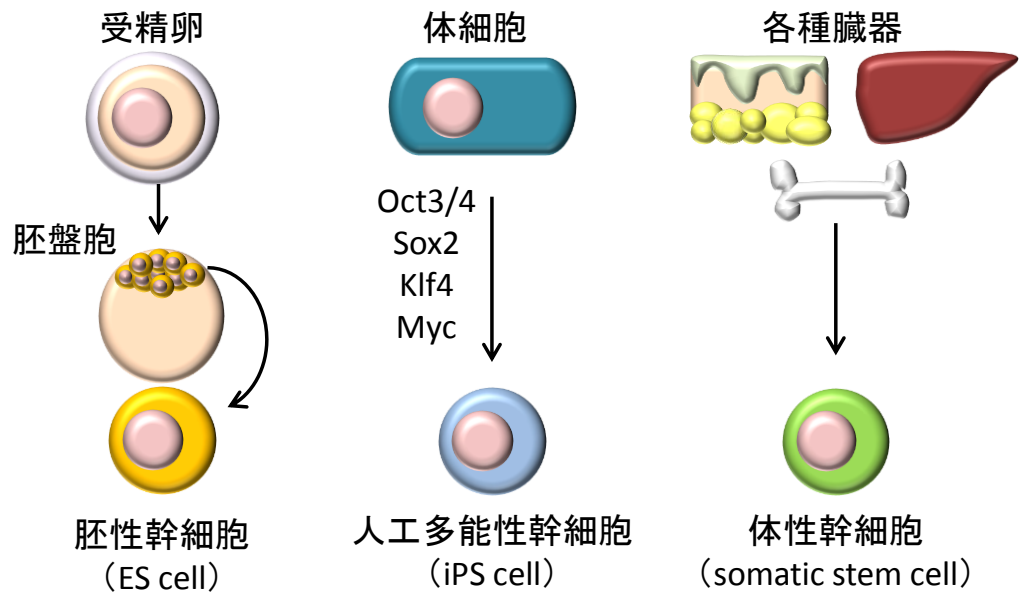 受精卵
胚盤胞
胚性幹細胞
（ES cell）
体細胞
Oct3/4
Sox2
Klf4
Myc
人工多能性幹細胞
（iPS cell）
各種臓器
体性幹細胞
（somatic stem cell）